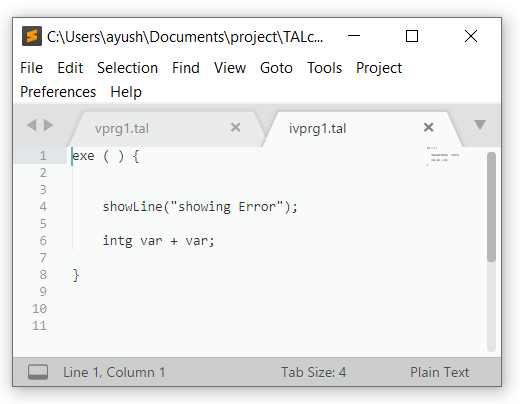 C:\Users\ayush\Documents\project\TALc...
File Edit Selection Find View Goto Tools Project
Preferences Help
vprg1.tal ivprg1.tal
1 exe ( ) {
2
3
4 showLine("showing Error");
5
6 intg var + var;
7
8 }
9
10
11
Line 1, Column 1 Tab Size: 4 Plain Text